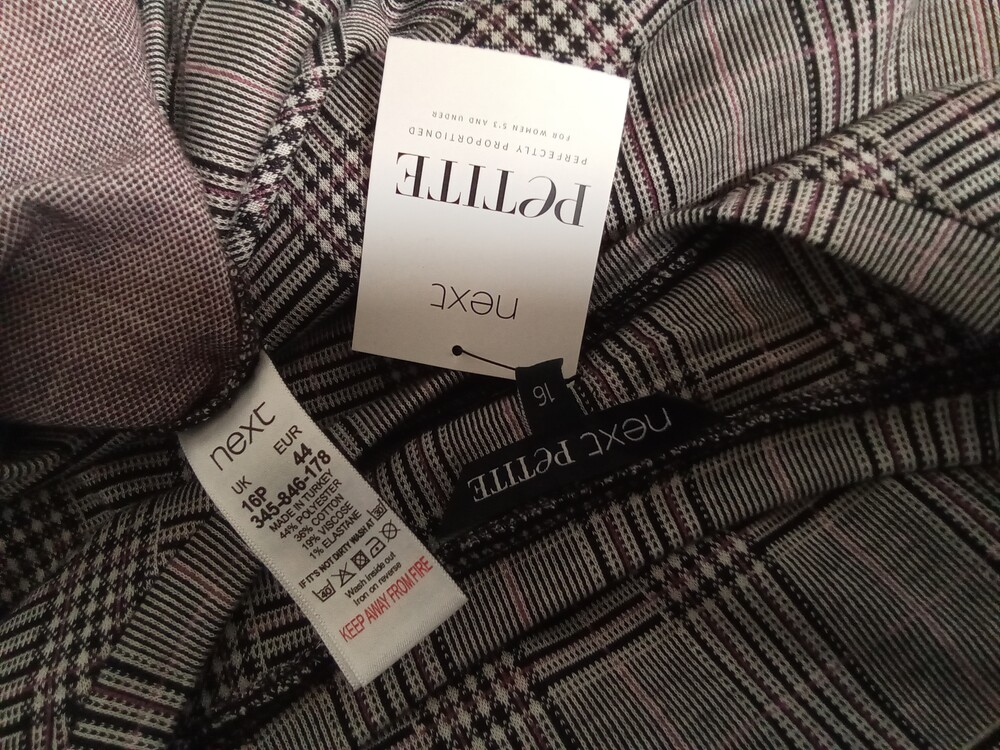 next
PETITE
PERFECTLY PROPORTIONED
FOR WOMEN 5'3 AND UNDER
16
next PETITE
next
UK EUR
16P 44
345-846-178
MADE IN TURKEY
44% POLYESTER
36% COTTON
19% VISCOSE
1% ELASTANE
IF IT'S NOT DIRTY WASH AT 30
40
Wash inside out
Iron on reverse
KEEP AWAY FROM FIRE